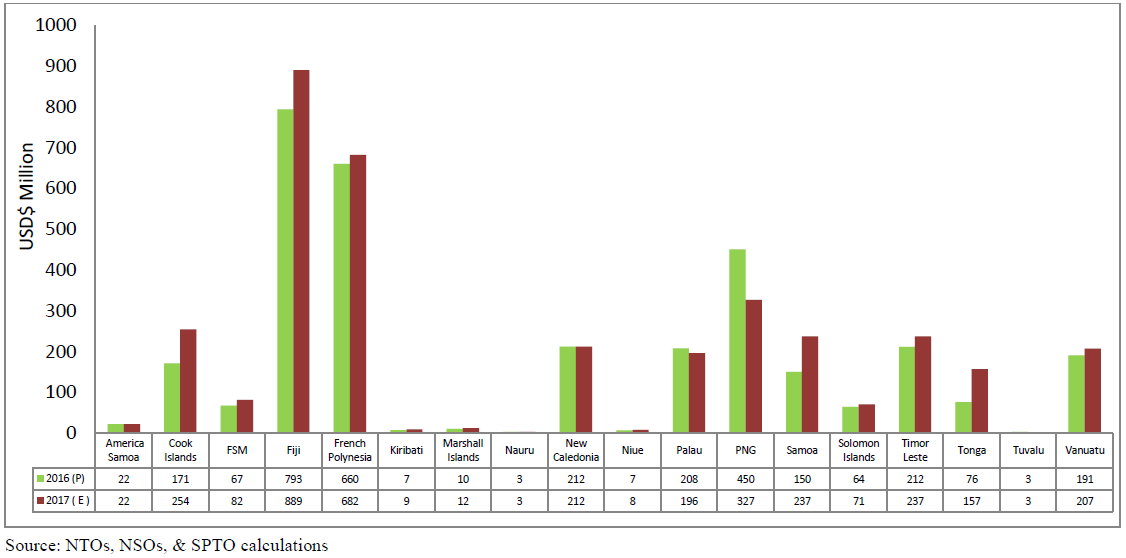 1000
900
800
700
600
500
400
300
200
100
0
USD$ Million
America Samoa Cook Islands FSM Fiji French Polynesia Kiribati Marshall Islands Nauru New Caledonia Niue Palau PNG Samoa Solomon Islands Timor Leste Tonga Tuvalu Vanuatu
2016 (P) 22 171 67 793 660 7 10 3 212 7 208 450 150 64 212 76 3 191
2017 ( E ) 22 254 82 889 682 9 12 3 212 8 196 327 237 71 237 157 3 207
Source: NTOs, NSOs, & SPTO calculations